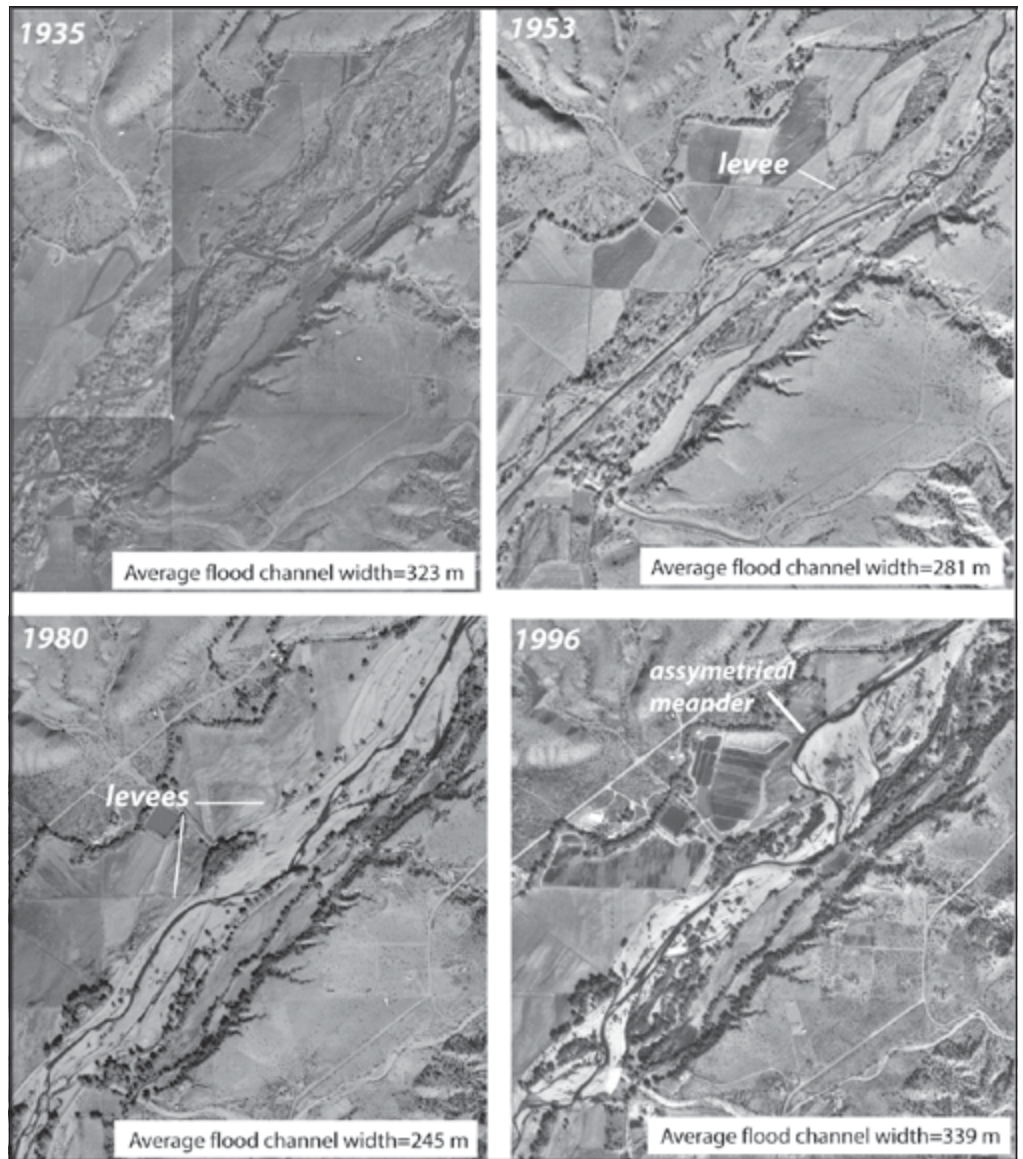 1935
Average flood channel width=323 m
1953
levee
Average flood channel width=281 m
1980
levees
Average flood channel width=245 m
1996
assymetrical
meander
Average flood channel width=339 m